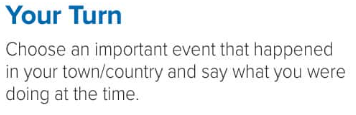 Your Turn
Choose an important event that happened
in your town/country and say what you were
doing at the time.